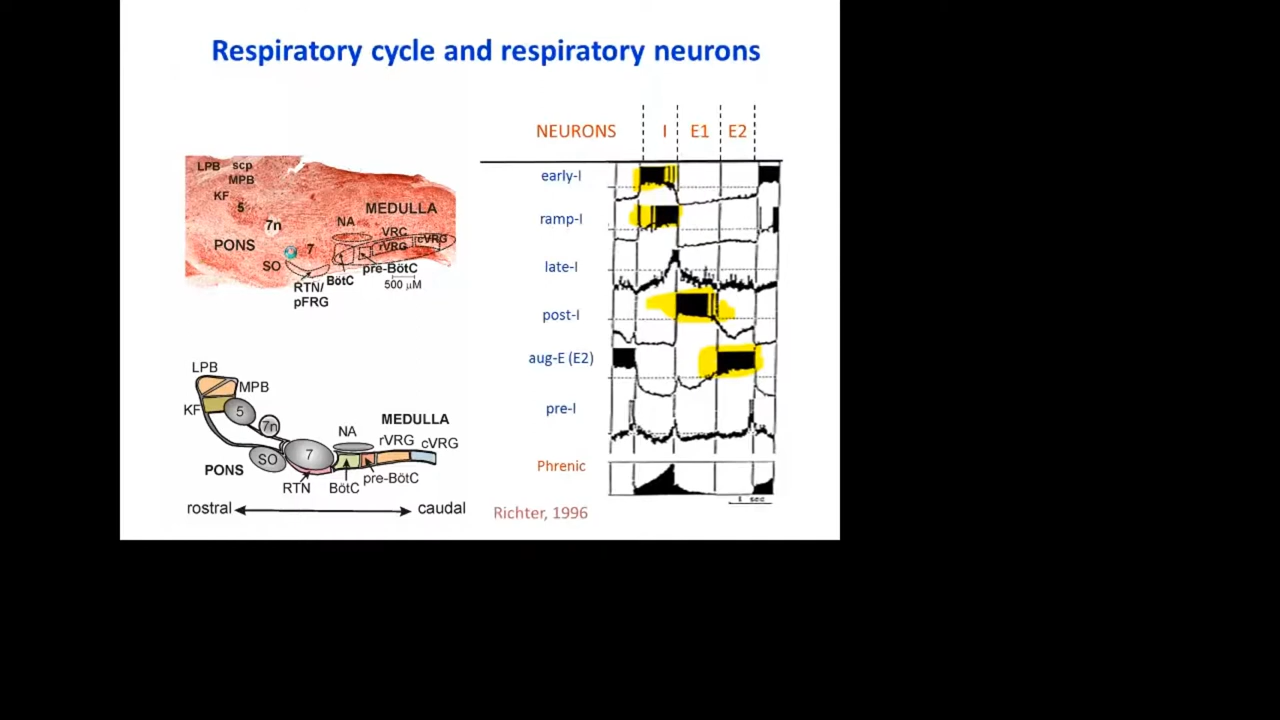 Respiratory cycle and respiratory neurons
LPB scp
MPB
KF
5
7n
NA
MEDULLA
VRC
PONS
7
rVRG
cVRG
SO
pre-BötC
BötC
RTN/
pFRG
500 µM
LPB
MPB
KF
5
7n
MEDULLA
NA
rVRG cVRG
PONS
SO
7
RTN
BötC
pre-BötC
rostral
caudal
NEURONS I E1 E2
early-I
ramp-I
late-I
post-I
aug-E (E2)
pre-I
Phrenic
1 sec
Richter, 1996